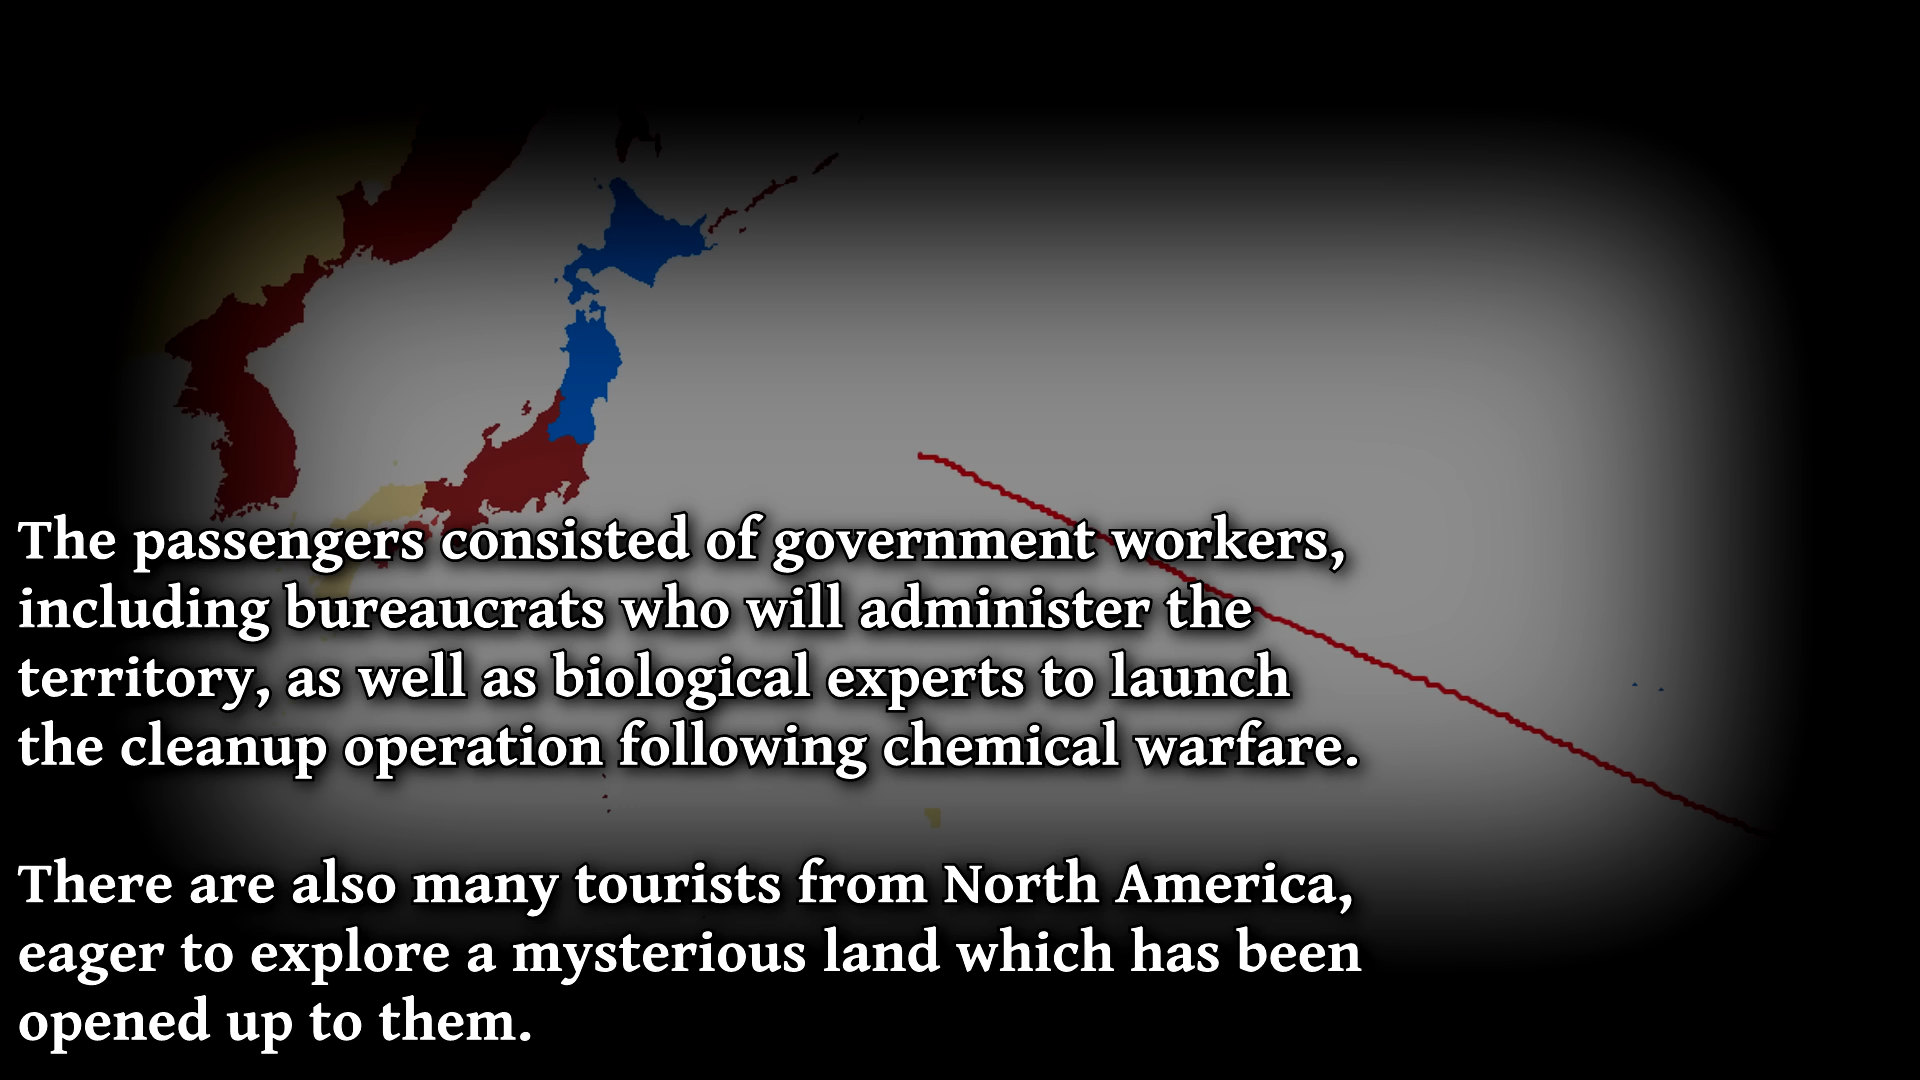 The passengers consisted of government workers,
including bureaucrats who will administer the
territory, as well as biological experts to launch
the cleanup operation following chemical warfare.
There are also many tourists from North America,
eager to explore a mysterious land which has been
opened up to them.